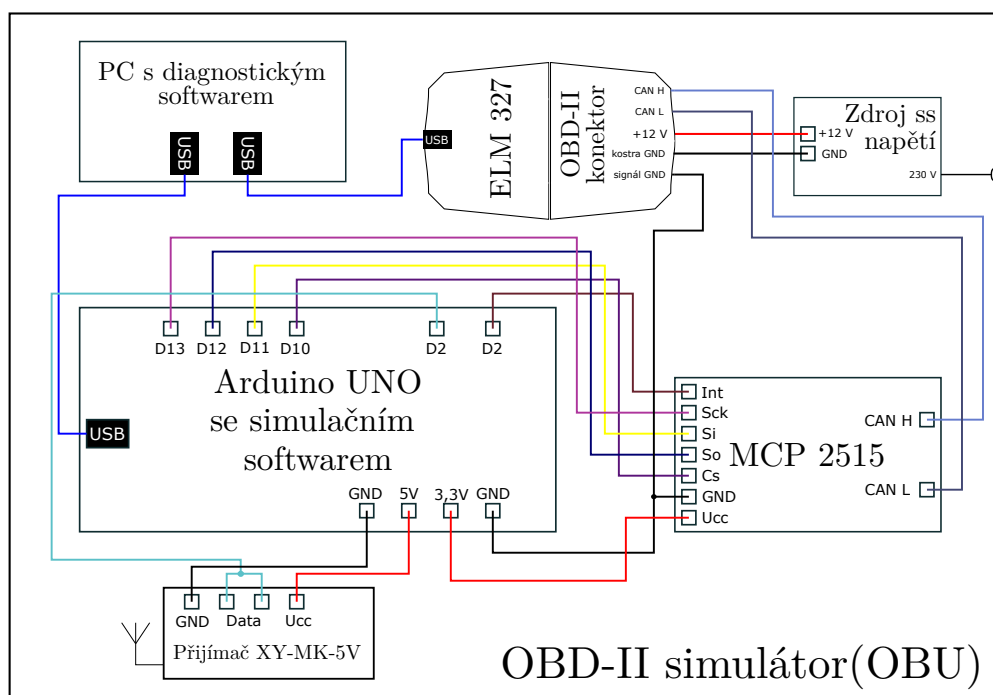 PC s diagnostickým
softwarem
USB
USB
USB
ELM 327
OBD-II
konektor
CAN H
CAN L
+12 V
kostra GND
signál GND
Zdroj ss
napětí
+12 V
GND
230 V
D13
D12
D11
D10
D2
D2
Arduino UNO
se simulačním
softwarem
USB
GND
5V
3,3V
GND
Int
Sck
Si
So
Cs
GND
Ucc
MCP 2515
CAN H
CAN L
GND
Data
Ucc
Přijímač XY-MK-5V
OBD-II simulátor(OBU)